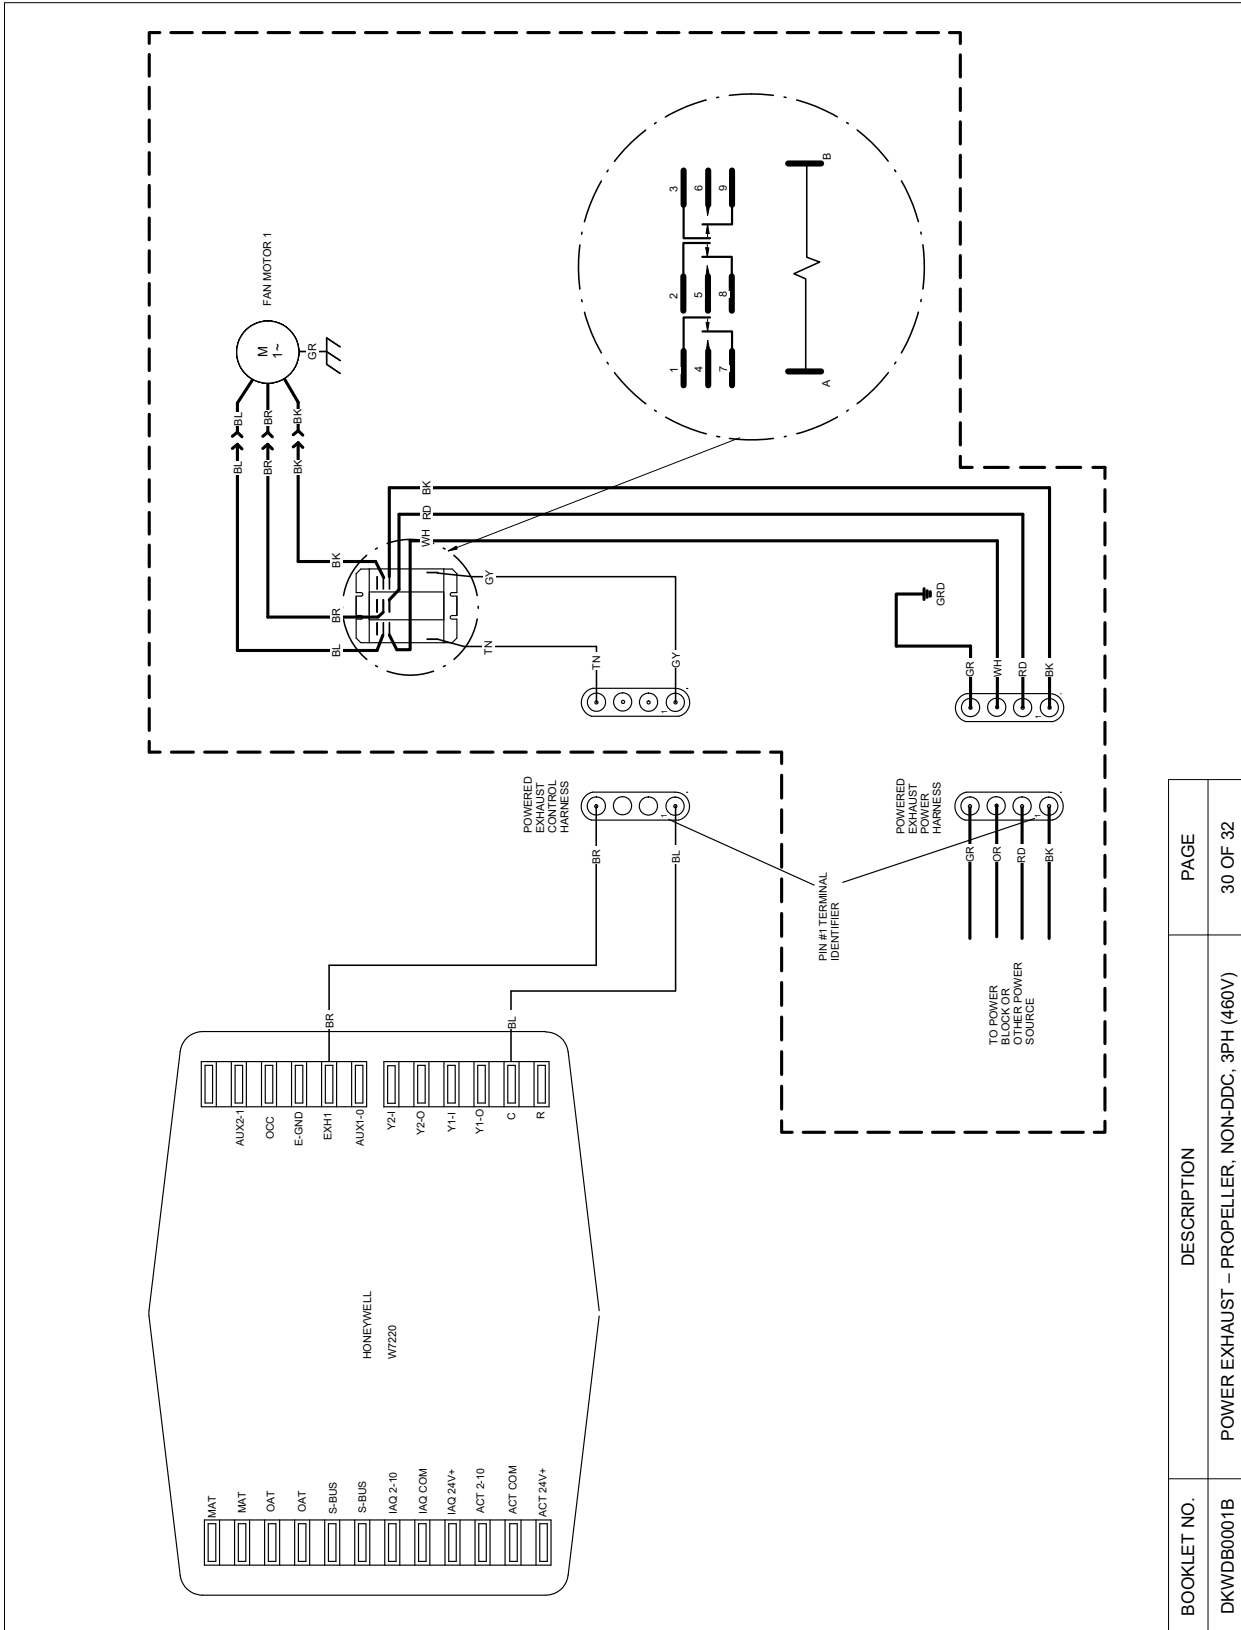 FAN MOTOR 1
M
1~
GR
BL
BR
BK
BL
BR
BK
BL
BR
BK
BK
RD
WH
TN
GY
TN
GY
1
1
2
3
4
5
6
7
8
9
A
B
GRD
GR
WH
RD
BK
1
POWERED
EXHAUST
CONTROL
HARNESS
1
BR
BL
POWERED
EXHAUST
POWER
HARNESS
1
GR
OR
RD
BK
PIN #1 TERMINAL
IDENTIFIER
TO POWER
BLOCK OR
OTHER POWER
SOURCE
BR
BL
AUX2-1
OCC
E-GND
EXH1
AUX1-0
Y2-I
Y2-O
Y1-I
Y1-O
C
R
HONEYWELL
W7220
MAT
MAT
OAT
OAT
S-BUS
S-BUS
IAQ 2-10
IAQ COM
IAQ 24V+
ACT 2-10
ACT COM
ACT 24V+
BOOKLET NO. DESCRIPTION PAGE
DKWDB0001B POWER EXHAUST – PROPELLER, NON-DDC, 3PH (460V) 30 OF 32